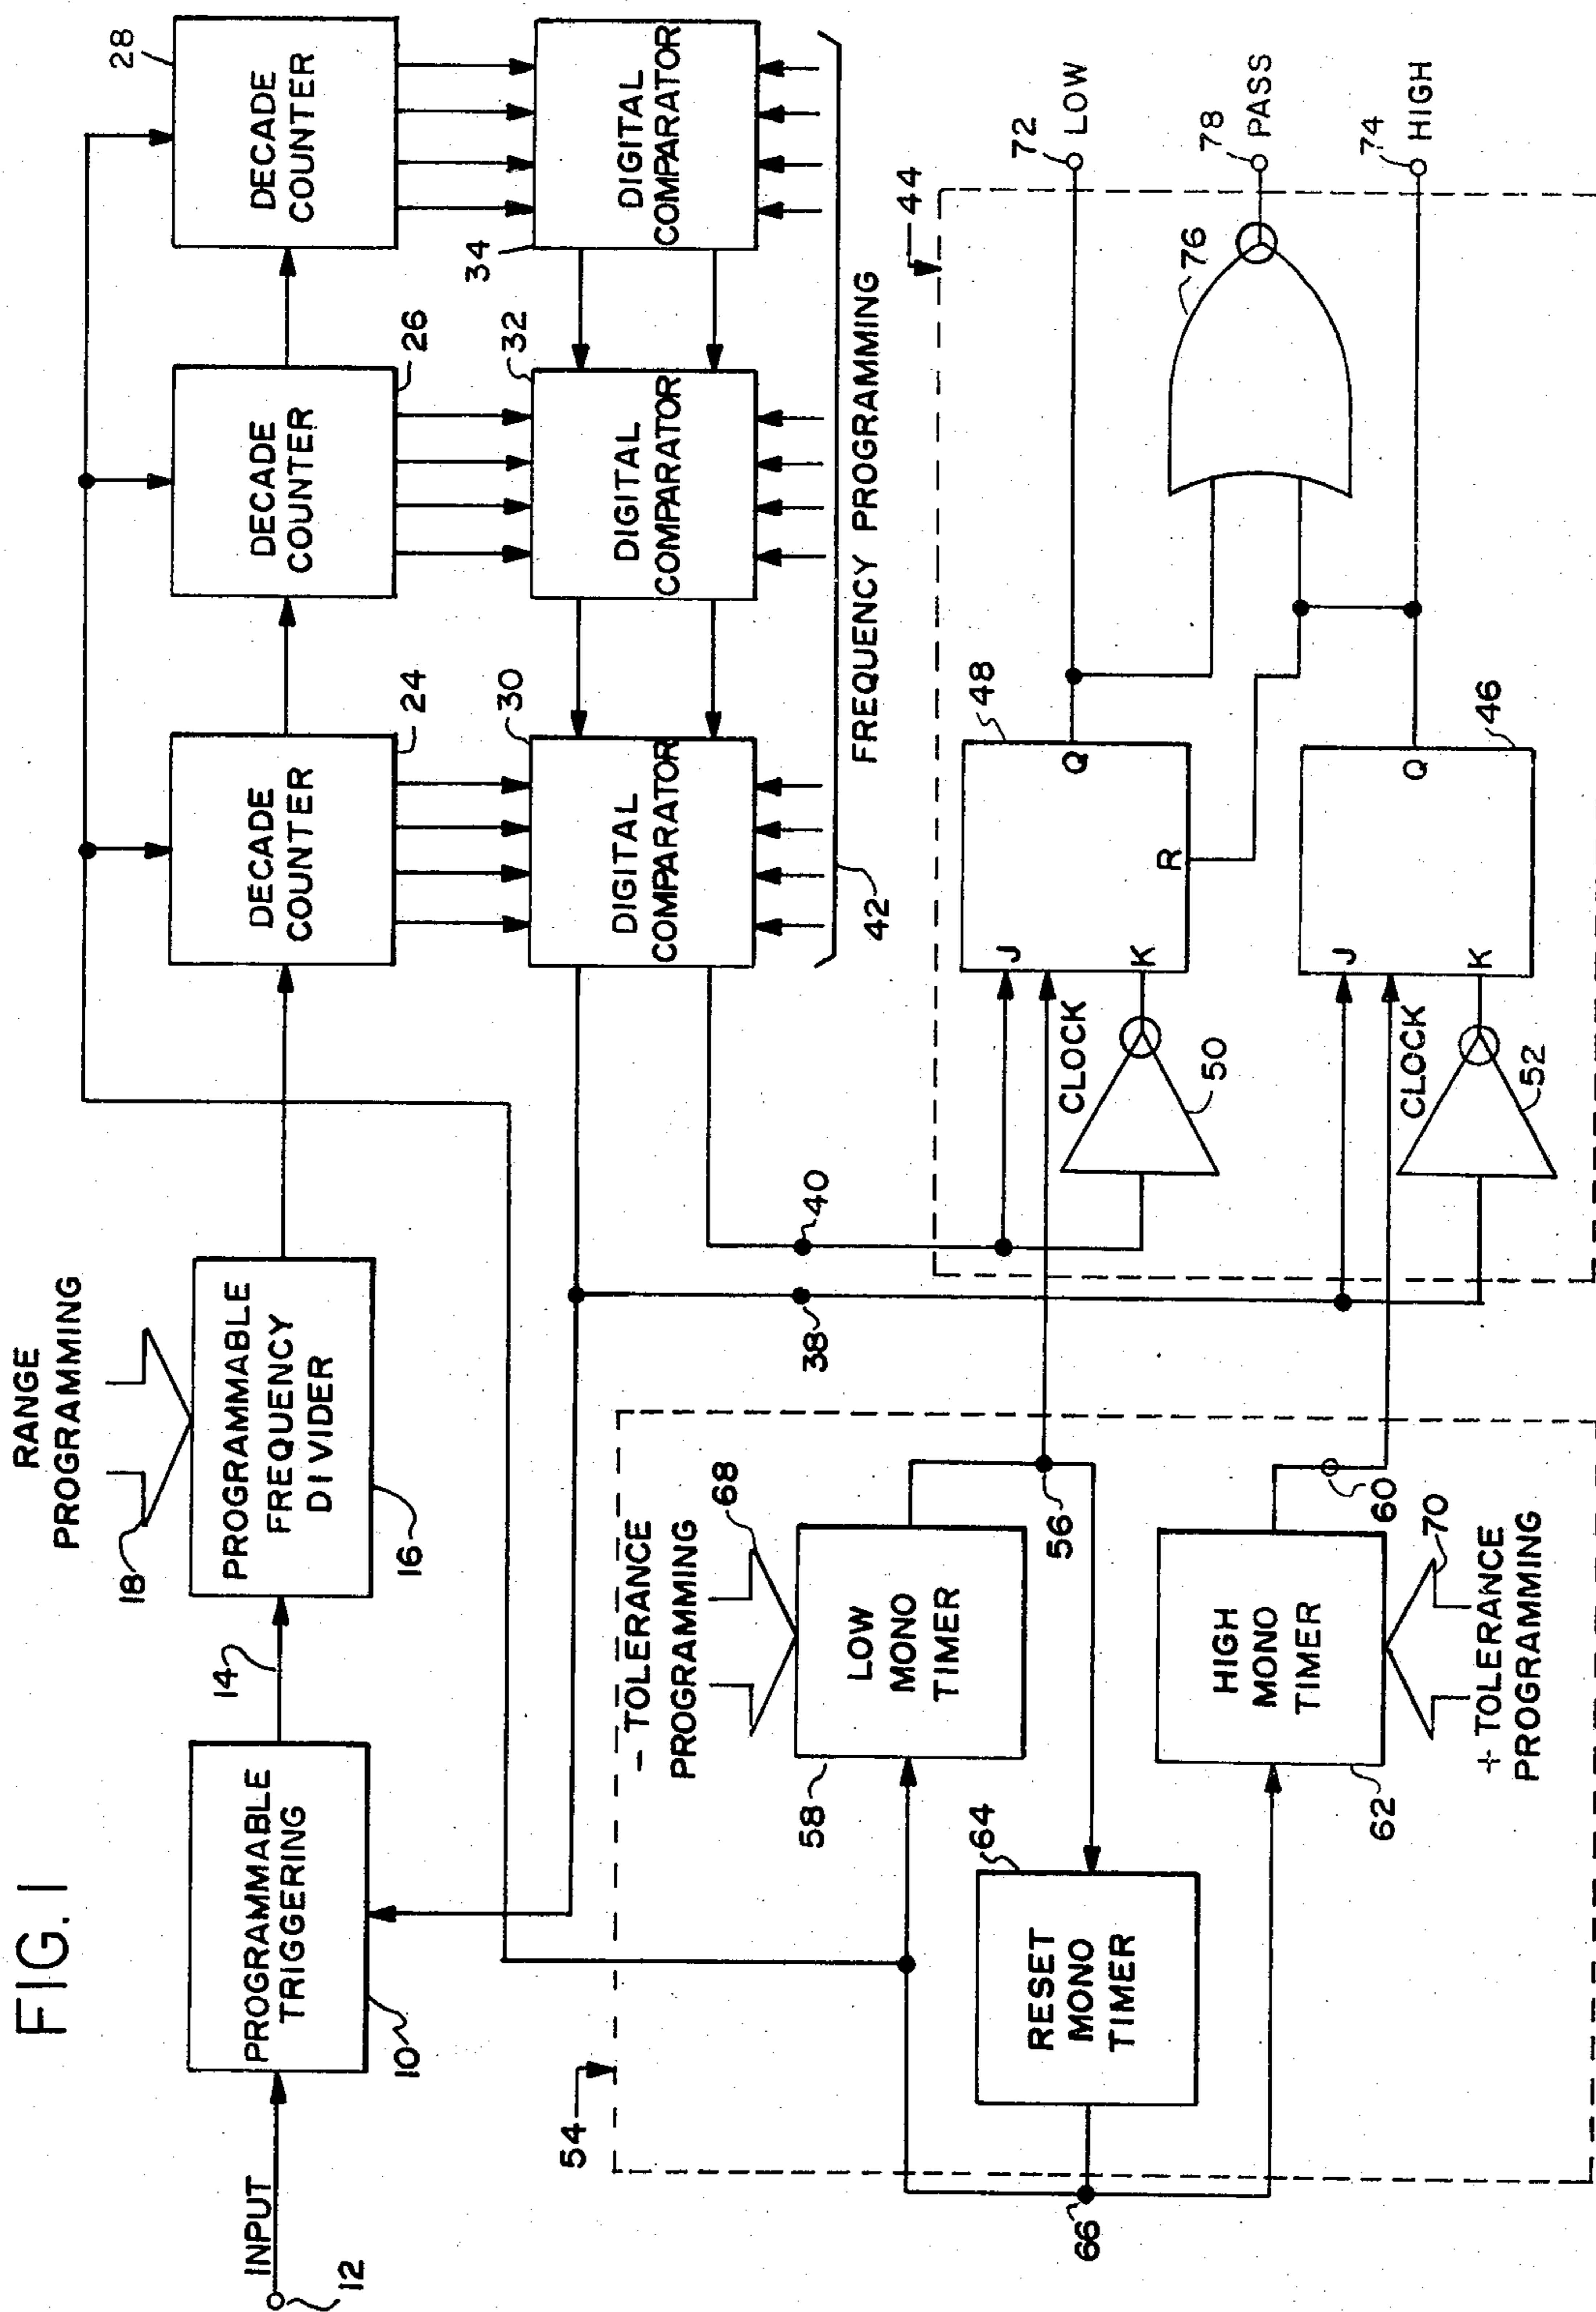 FIG. 1
INPUT
12
PROGRAMMABLE
TRIGGERING
10
14
RANGE
PROGRAMMING
18
PROGRAMMABLE
FREQUENCY
DIVIDER
16
DECADE
COUNTER
24
DECADE
COUNTER
26
DECADE
COUNTER
28
DIGITAL
COMPARATOR
30
DIGITAL
COMPARATOR
32
DIGITAL
COMPARATOR
34
42
FREQUENCY PROGRAMMING
38
40
54
- TOLERANCE
PROGRAMMING
68
LOW
MONO
TIMER
58
56
RESET
MONO
TIMER
64
66
HIGH
MONO
TIMER
62
60
70
+ TOLERANCE
PROGRAMMING
44
J
CLOCK
K
Q
R
48
50
J
CLOCK
K
Q
46
52
76
72
LOW
78
PASS
74
HIGH